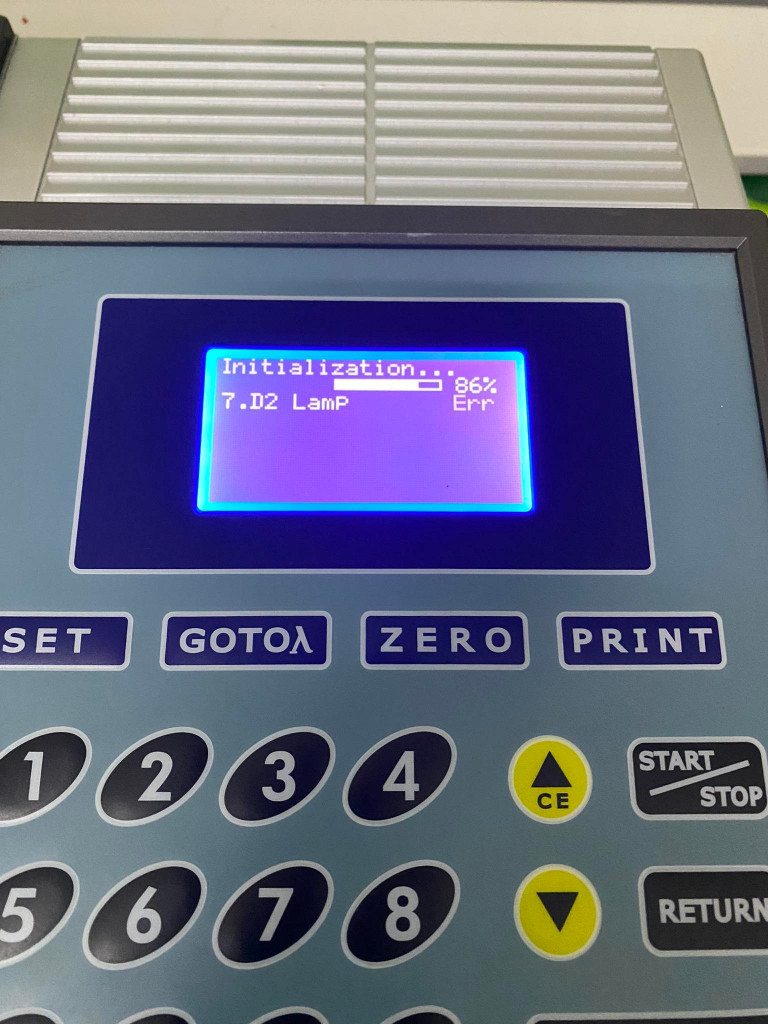 Initialization...
86%
7.D2 Lamp Err
SET GOTOλ ZERO PRINT
1 2 3 4 CE START STOP
5 6 7 8 RETURN